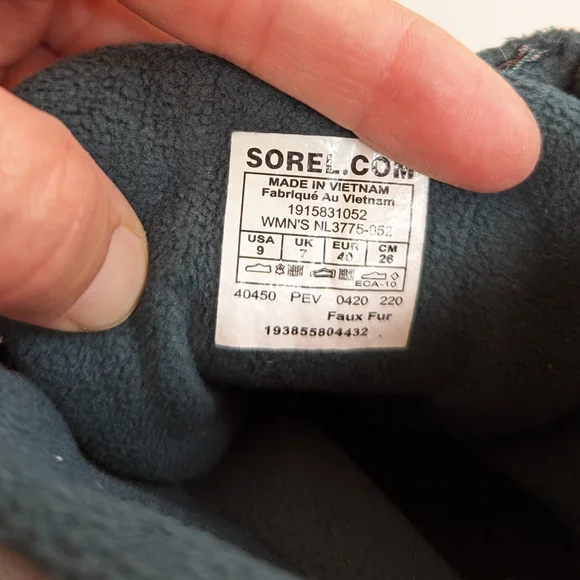 SOREL.COM
MADE IN VIETNAM
Fabriqué Au Vietnam
1915831052
WMN'S NL3775-052
USA UK EUR CM
9 7 40 26
ECA-10
40450 PEV 0420 220
Faux Fur
193855804432